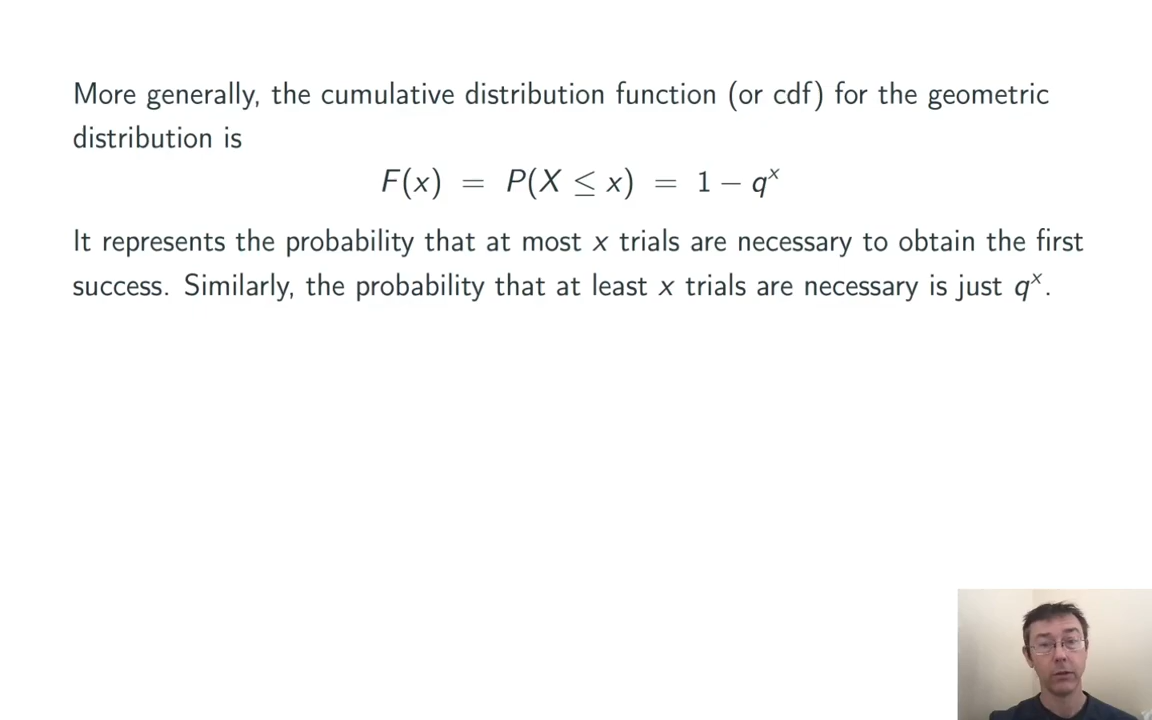 More generally, the cumulative distribution function (or cdf) for the geometric
distribution is
F(x) = P(X ≤ x) = 1 − qˣ
It represents the probability that at most x trials are necessary to obtain the first
success. Similarly, the probability that at least x trials are necessary is just qˣ.